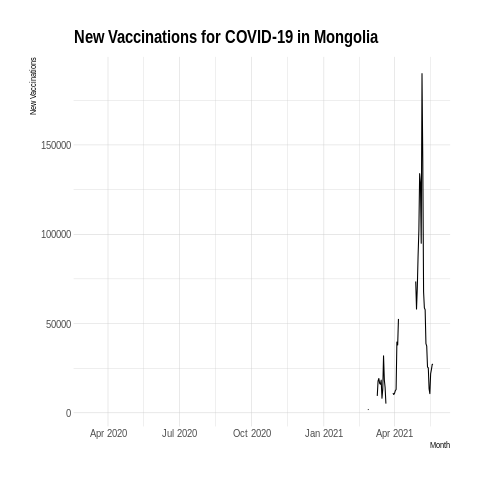 New Vaccinations for COVID-19 in Mongolia
New Vaccinations
150000
100000
50000
0
Apr 2020 Jul 2020 Oct 2020 Jan 2021 Apr 2021
Month